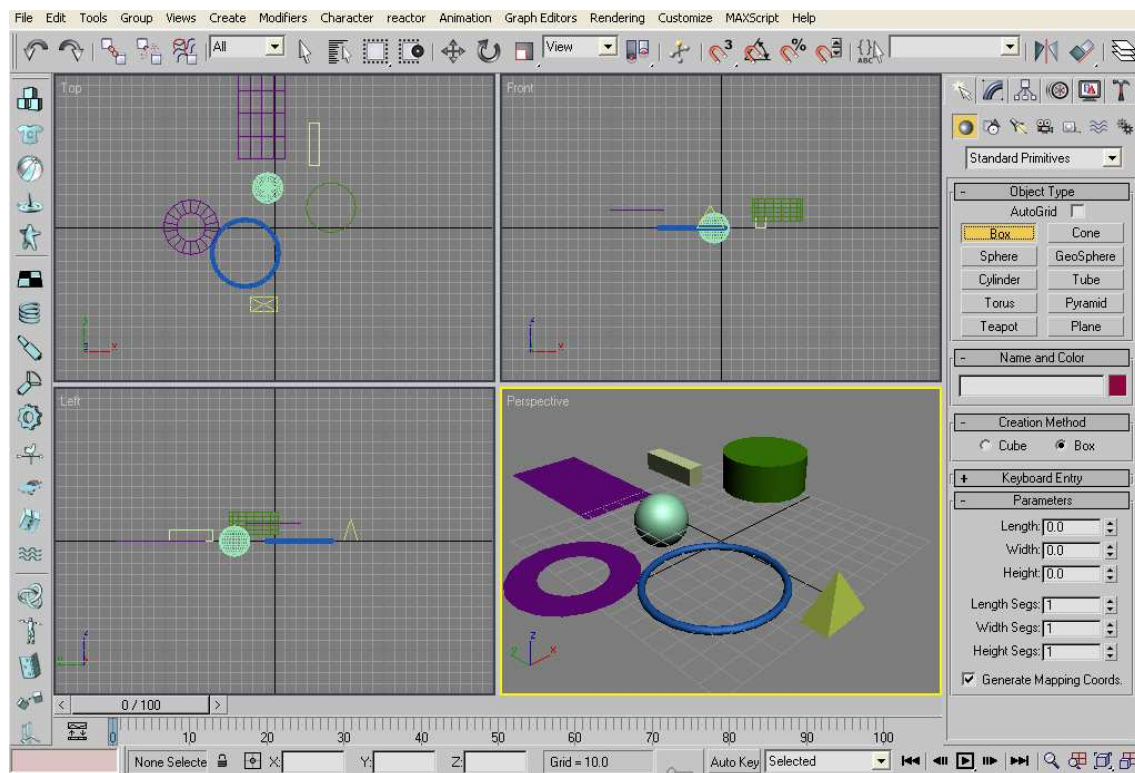 File Edit Tools Group Views Create Modifiers Character reactor Animation Graph Editors Rendering Customize MAXScript Help
All
View
3
%
{}
ABC
Top
Front
Standard Primitives
- Object Type
AutoGrid
Box Cone
Sphere GeoSphere
Cylinder Tube
Torus Pyramid
Teapot Plane
- Name and Color
Left
Perspective
- Creation Method
Cube Box
+ Keyboard Entry
- Parameters
Length: 0.0
Width: 0.0
Height: 0.0
Length Segs: 1
Width Segs: 1
Height Segs: 1
Generate Mapping Coords.
z
y x
< 0 / 100 >
0 10 20 30 40 50 60 70 80 90 100
None Selecte X: Y: Z: Grid = 10.0 Auto Key Selected